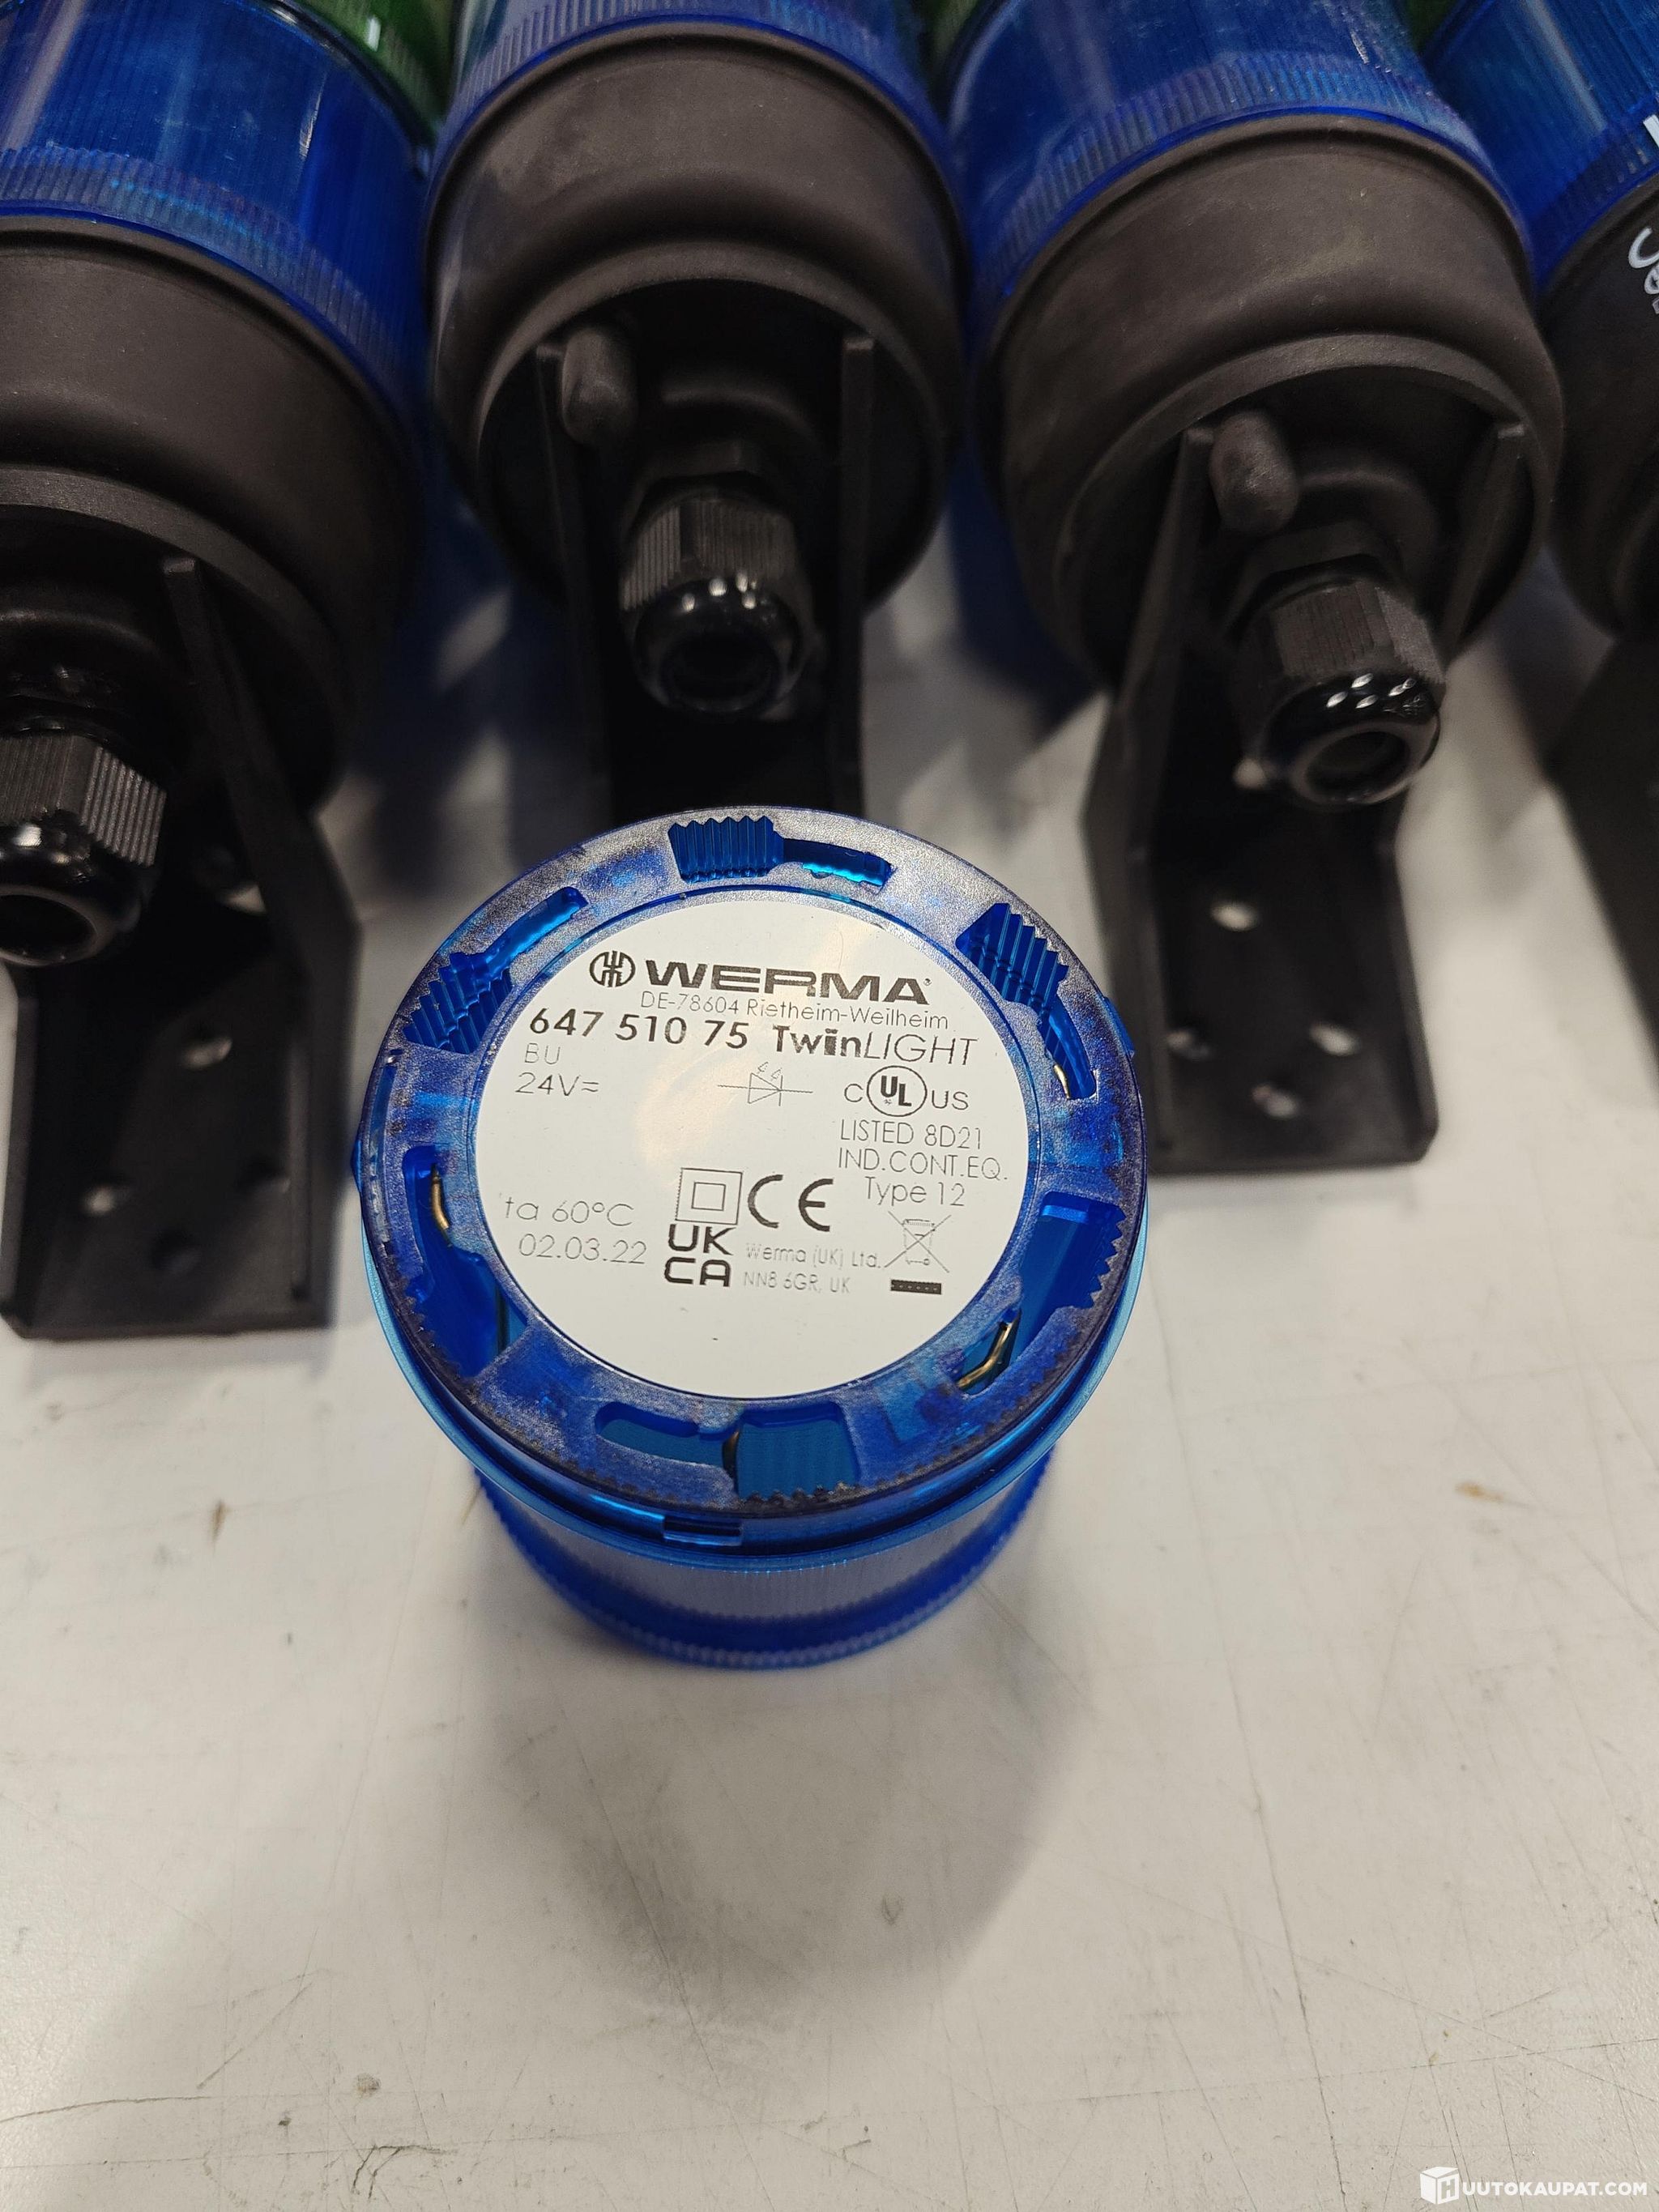 WERMA
DE-78604 Rietheim-Weilheim
647 510 75 TwinLIGHT
BU
24V=
C UL US
LISTED 8D21
IND.CONT.EQ.
Type 12
ta 60°C
02.03.22
CE
UK
CA
Werma (UK) Ltd.
NN8 6GR, UK
HUUTOKAUPAT.COM